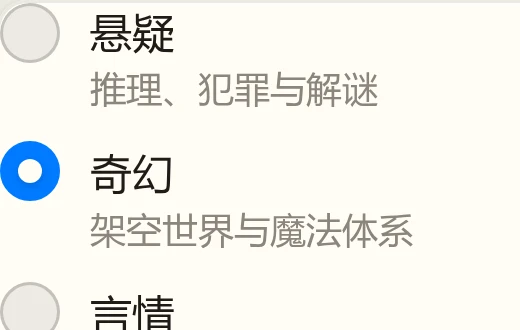 悬疑
推理、犯罪与解谜
奇幻
架空世界与魔法体系
言情